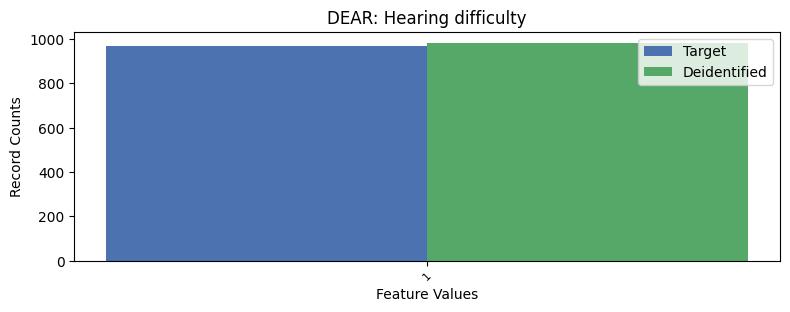 DEAR: Hearing difficulty
1000
800
600
400
200
0
Record Counts
Target
Deidentified
1
Feature Values